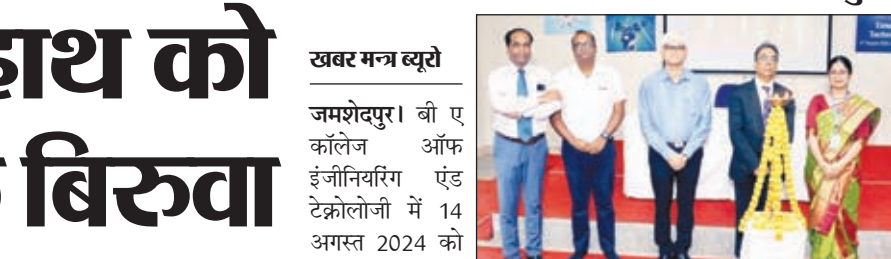 हाथ को
बिरुवा
खबर मन्त्र ब्यूरो
जमशेदपुर। बी ए
कॉलेज ऑफ
इंजीनियरिंग एंड
टेक्नोलोजी में 14
अगस्त 2024 को